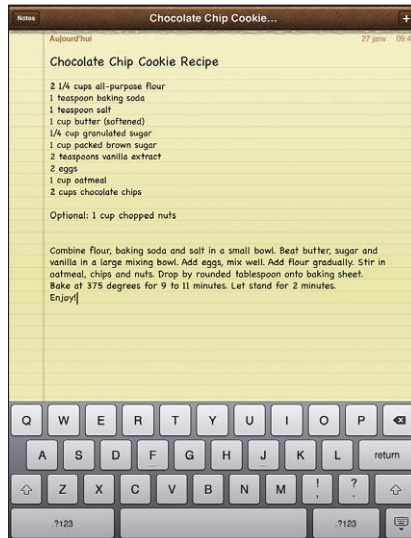 Notes
Chocolate Chip Cookie...
+
Aujourd'hui
27 janv. 09:4
Chocolate Chip Cookie Recipe
2 1/4 cups all-purpose flour
1 teaspoon baking soda
1 teaspoon salt
1 cup butter (softened)
1/4 cup granulated sugar
1 cup packed brown sugar
2 teaspoons vanilla extract
2 eggs
1 cup oatmeal
2 cups chocolate chips
Optional: 1 cup chopped nuts
Combine flour, baking soda and salt in a small bowl. Beat butter, sugar and
vanilla in a large mixing bowl. Add eggs, mix well. Add flour gradually. Stir in
oatmeal, chips and nuts. Drop by rounded tablespoon onto baking sheet.
Bake at 375 degrees for 9 to 11 minutes. Let stand for 2 minutes.
Enjoy!
Q W E R T Y U I O P
A S D F G H J K L return
Z X C V B N M ! , ? .
.?123 .?123